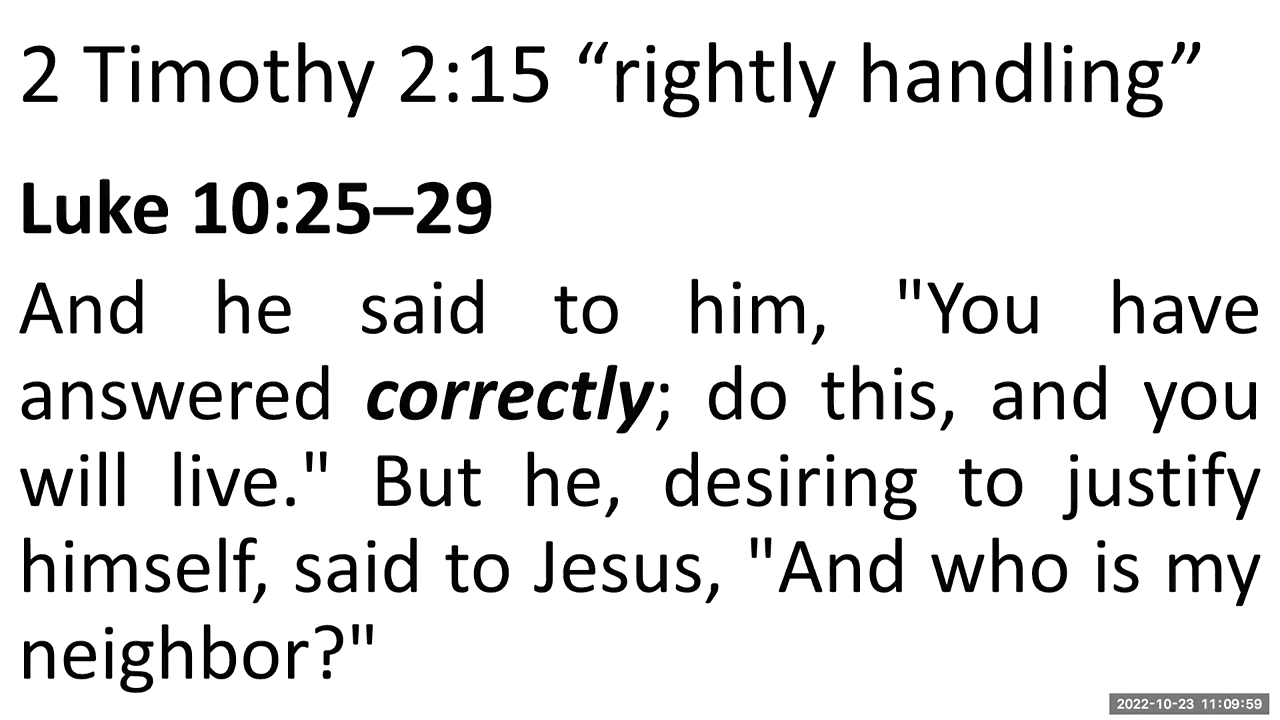 2 Timothy 2:15 “rightly handling”
Luke 10:25–29
And he said to him, "You have
answered correctly; do this, and you
will live." But he, desiring to justify
himself, said to Jesus, "And who is my
neighbor?"
2022-10-23 11:09:59